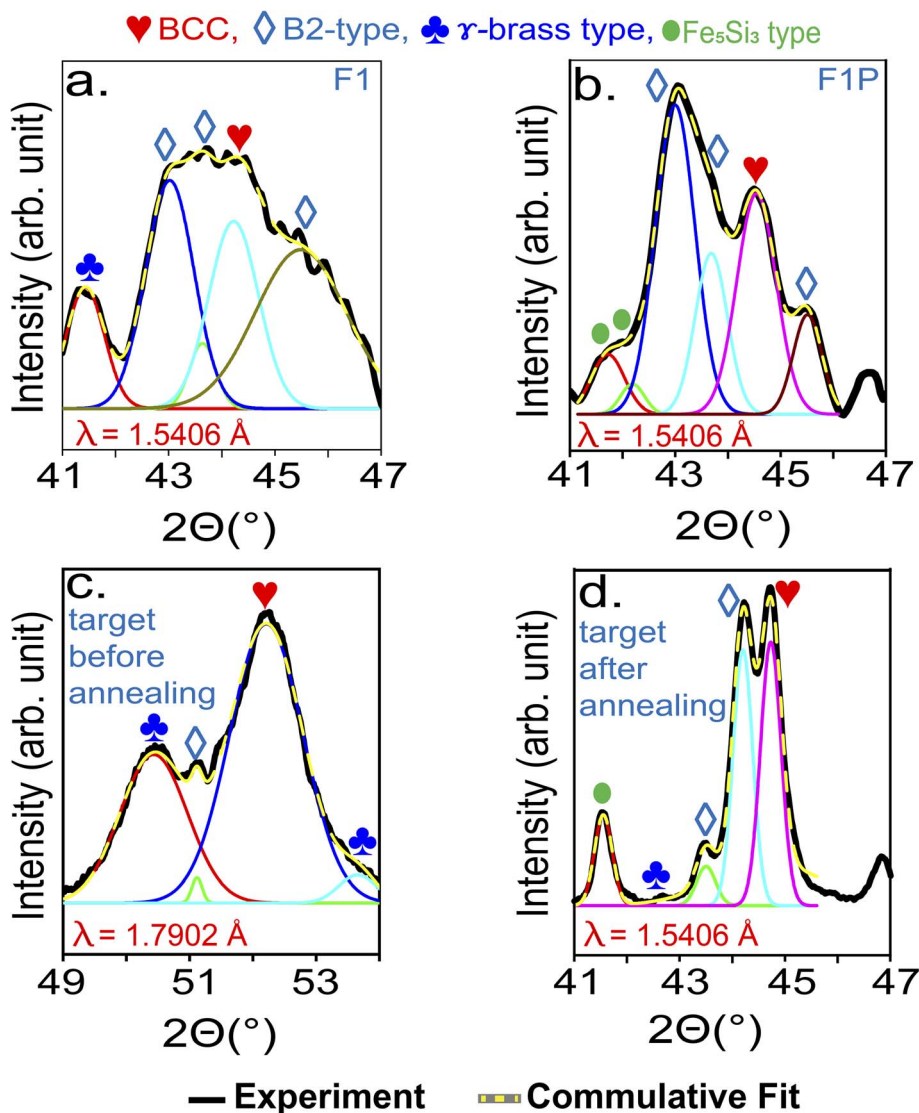 ♥BCC, ◊ B2-type, ♣ ɤ-brass type, ●Fe₅Si₃ type
a. F1
Intensity (arb. unit)
λ = 1.5406 Å
41 43 45 47
2Θ(°)
b. F1P
Intensity (arb. unit)
λ = 1.5406 Å
41 43 45 47
2Θ(°)
c.
target
before
annealing
Intensity (arb. unit)
λ = 1.7902 Å
49 51 53
2Θ(°)
d.
target
after
annealing
Intensity (arb. unit)
λ = 1.5406 Å
41 43 45 47
2Θ(°)
Experiment Commulative Fit